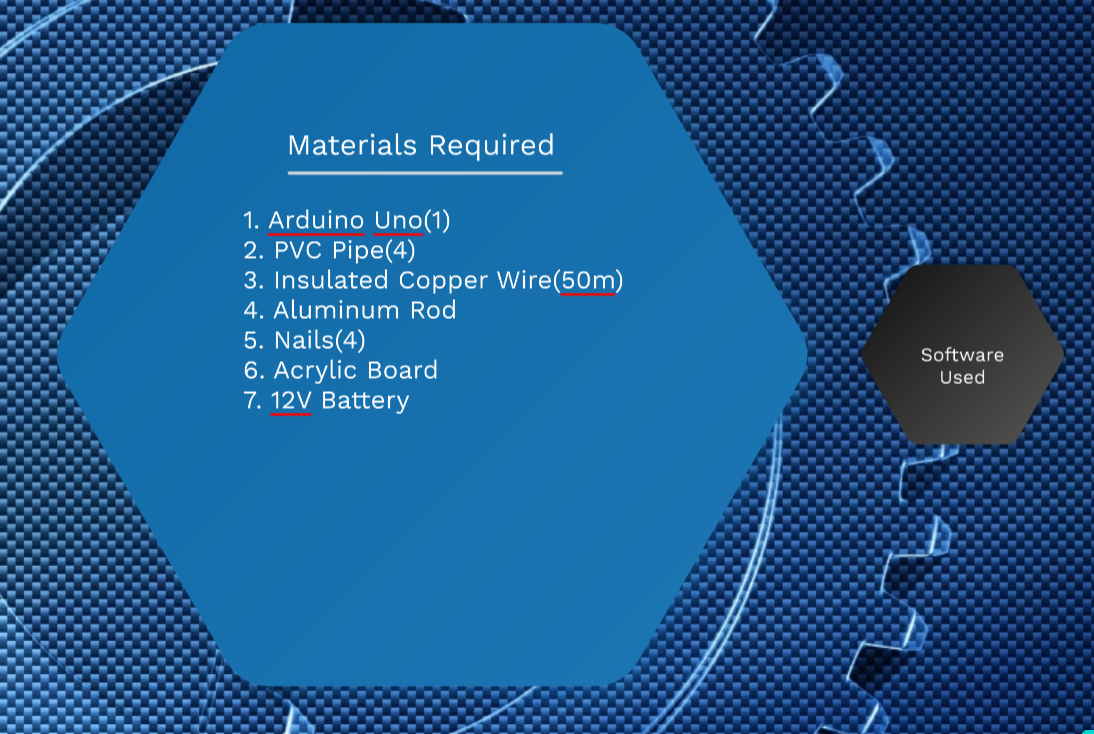 Materials Required
1. Arduino Uno(1)
2. PVC Pipe(4)
3. Insulated Copper Wire(50m)
4. Aluminum Rod
5. Nails(4)
6. Acrylic Board
7. 12V Battery
Software
Used